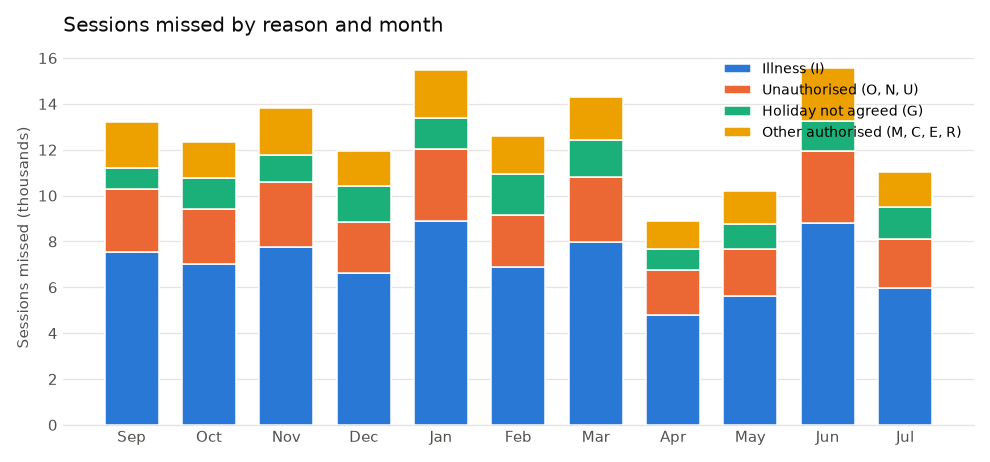 Sessions missed by reason and month
Sessions missed (thousands)
16
14
12
10
8
6
4
2
0
Illness (I)
Unauthorised (O, N, U)
Holiday not agreed (G)
Other authorised (M, C, E, R)
Sep Oct Nov Dec Jan Feb Mar Apr May Jun Jul